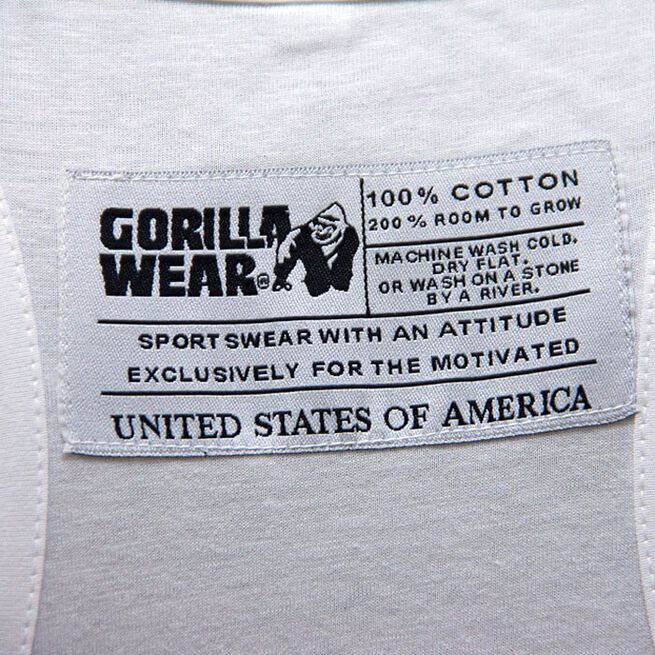 GORILLA
WEAR®
100% COTTON
200% ROOM TO GROW
MACHINE WASH COLD.
DRY FLAT.
OR WASH ON A STONE
BY A RIVER.
SPORTSWEAR WITH AN ATTITUDE
EXCLUSIVELY FOR THE MOTIVATED
UNITED STATES OF AMERICA